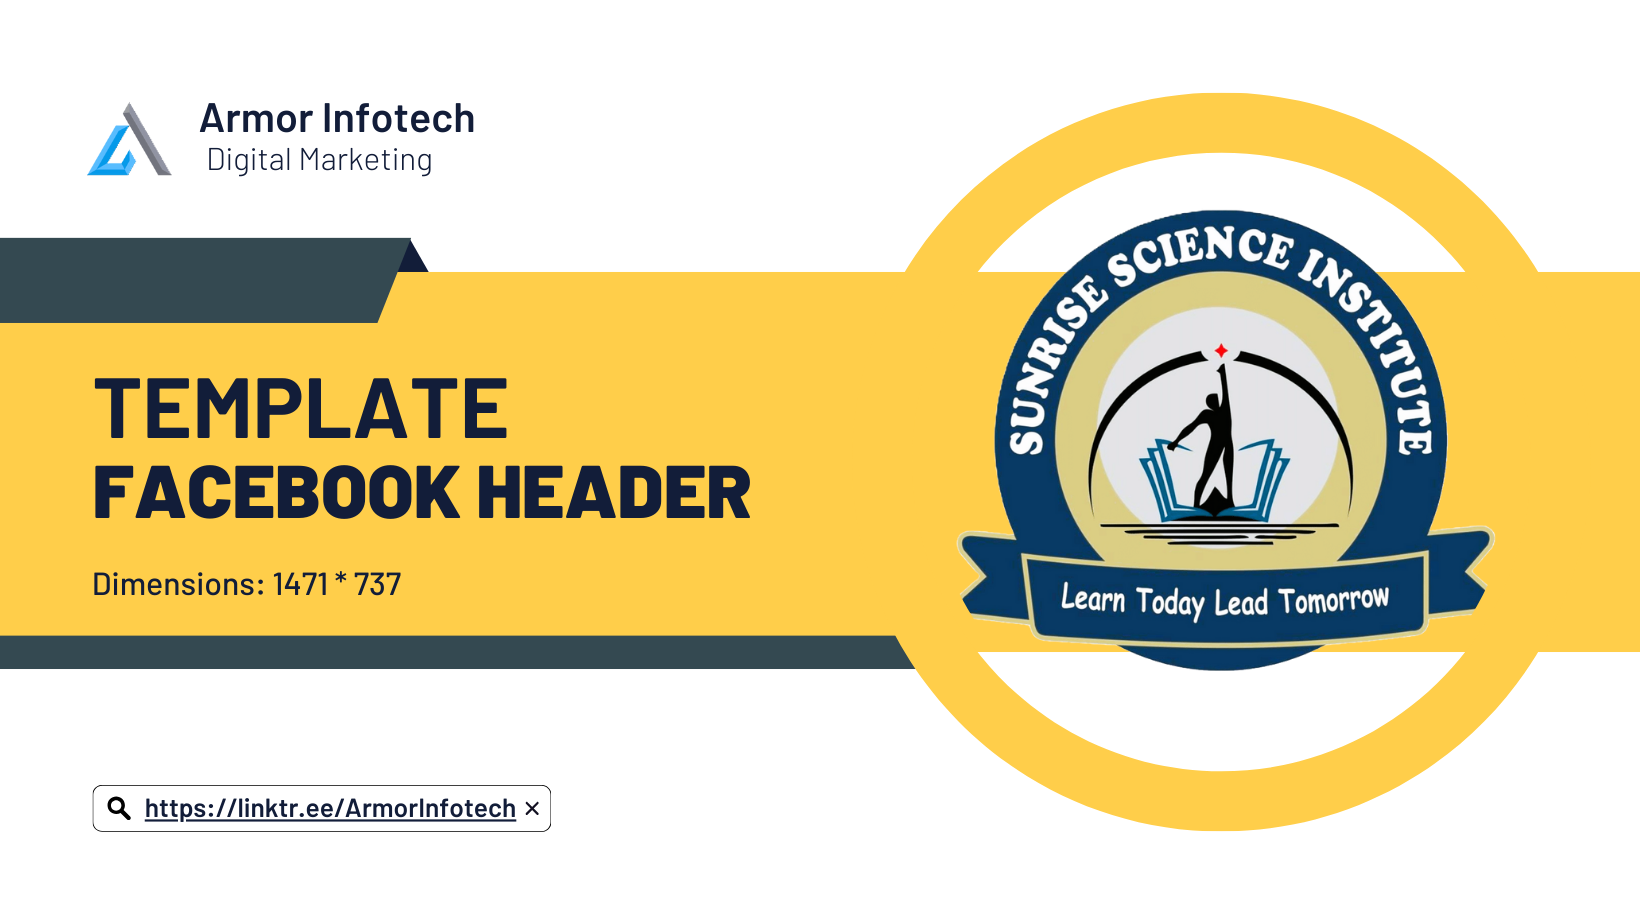 Armor Infotech
Digital Marketing
TEMPLATE
FACEBOOK HEADER
Dimensions: 1471 * 737
https://linktr.ee/ArmorInfotech ×
SUNRISE SCIENCE INSTITUTE
Learn Today Lead Tomorrow